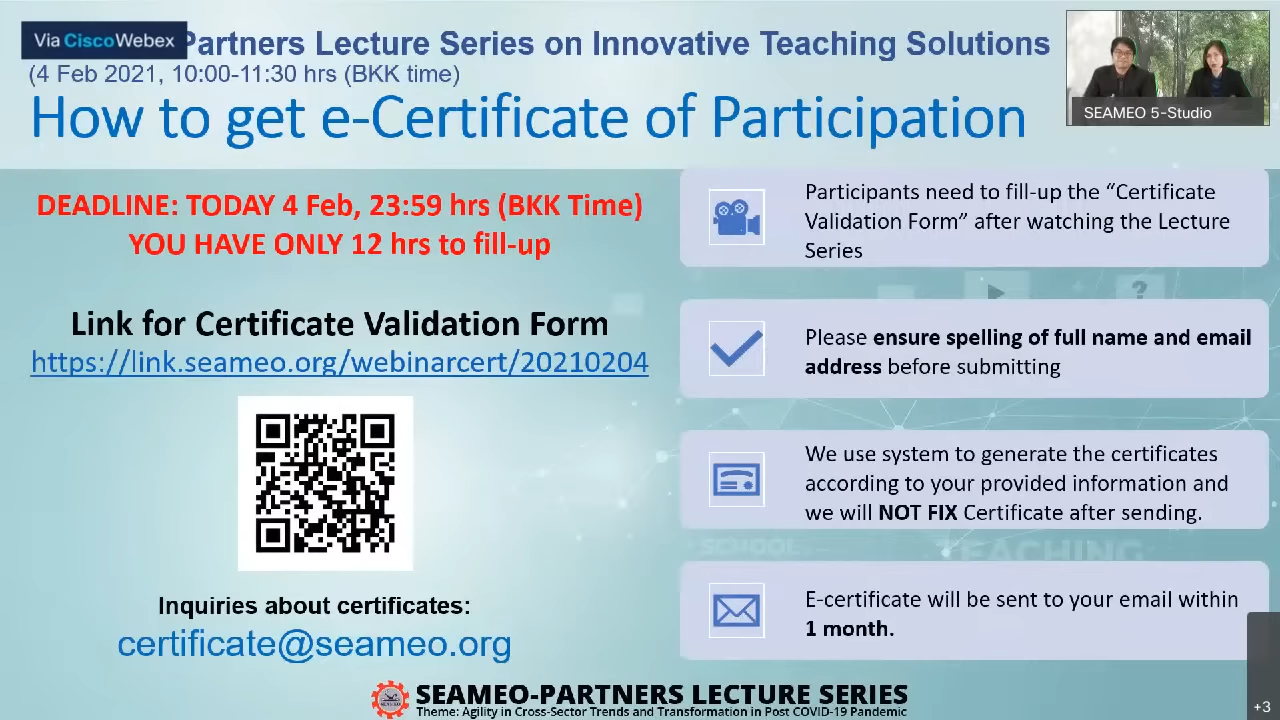 Via CiscoWebex
Partners Lecture Series on Innovative Teaching Solutions
(4 Feb 2021, 10:00-11:30 hrs (BKK time)
How to get e-Certificate of Participation
SEAMEO 5-Studio
DEADLINE: TODAY 4 Feb, 23:59 hrs (BKK Time)
YOU HAVE ONLY 12 hrs to fill-up
Link for Certificate Validation Form
https://link.seameo.org/webinarcert/20210204
Inquiries about certificates:
certificate@seameo.org
Participants need to fill-up the “Certificate
Validation Form” after watching the Lecture
Series
?
Please ensure spelling of full name and email
address before submitting
We use system to generate the certificates
according to your provided information and
we will NOT FIX Certificate after sending.
SCHOOL
TEACHING
E-certificate will be sent to your email within
1 month.
+3
SEAMEO-PARTNERS LECTURE SERIES
Theme: Agility in Cross-Sector Trends and Transformation in Post COVID-19 Pandemic